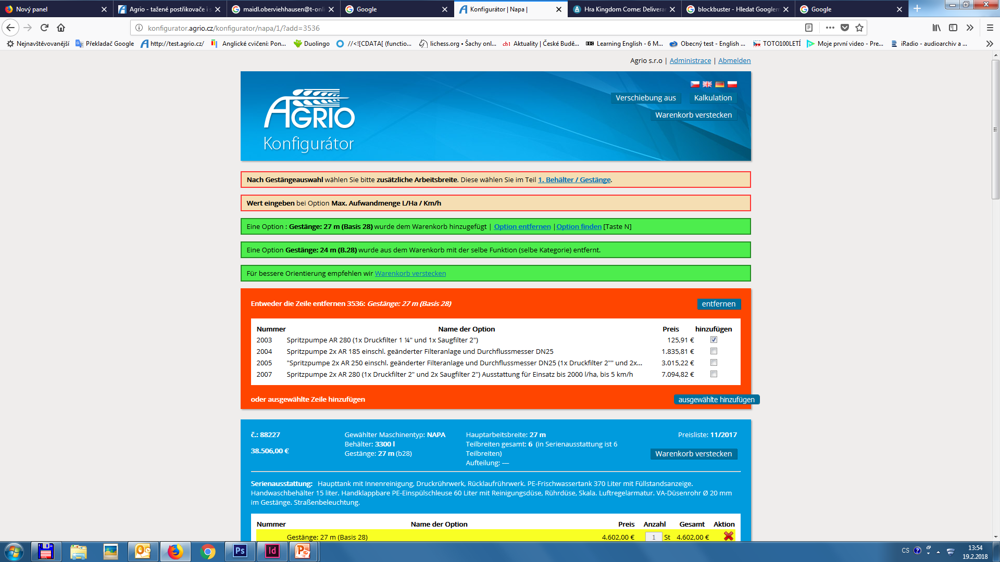 Nový panel
Agrio - tažené postřikovače i s
maidl.oberviehhausen@t-onli
Google
Konfigurátor | Napa |
Hra Kingdom Come: Deliveran
blockbuster - Hledat Googlem
Google
konfigurator.agrio.cz/konfigurator/napa/1/?add=3536
Nejnavštěvovanější
Překladač Google
http://test.agrio.cz/
Anglické cvičení: Pon...
Duolingo
//<![CDATA[ (functio...
lichess.org • Šachy onl...
cb1 Aktuality | České Budě...
BBC Learning English - 6 M...
Obecný test - English ...
TOTO100LETÍ
Moje první video - Pre...
iRadio - audioarchiv a ...
Agrio s.r.o | Administrace | Abmelden
AGRIO
Konfigurátor
Verschiebung aus
Kalkulation
Warenkorb verstecken
Nach Gestängeauswahl wählen Sie bitte zusätzliche Arbeitsbreite. Diese wählen Sie im Teil 1. Behälter / Gestänge.
Wert eingeben bei Option Max. Aufwandmenge L/Ha / Km/h
Eine Option : Gestänge: 27 m (Basis 28) wurde dem Warenkorb hinzugefügt | Option entfernen |Option finden [Taste N]
Eine Option Gestänge: 24 m (B.28) wurde aus dem Warenkorb mit der selbe Funktion (selbe Kategorie) entfernt.
Für bessere Orientierung empfehlen wir Warenkorb verstecken
Entweder die Zeile entfernen 3536: Gestänge: 27 m (Basis 28)
entfernen
Nummer Name der Option Preis hinzufügen
2003 Spritzpumpe AR 280 (1x Druckfilter 1 ¼" und 1x Saugfilter 2") 125,91 €
2004 Spritzpumpe 2x AR 185 einschl. geänderter Filteranlage und Durchflussmesser DN25 1.835,81 €
2005 "Spritzpumpe 2x AR 250 einschl. geänderter Filteranlage und Durchflussmesser DN25 (1x Druckfilter 2"" und 2x... 3.015,22 €
2007 Spritzpumpe 2x AR 280 (1x Druckfilter 2" und 2x Saugfilter 2") Ausstattung für Einsatz bis 2000 l/ha, bis 5 km/h 7.094,82 €
oder ausgewählte Zeile hinzufügen
ausgewählte hinzufügen
č.: 88227
38.506,00 €
Gewählter Maschinentyp: NAPA
Behälter: 3300 l
Gestänge: 27 m (b28)
Hauptarbeitsbreite: 27 m
Teilbreiten gesamt: 6 (in Serienausstattung ist 6
Teilbreiten)
Aufteilung: —
Preisliste: 11/2017
Warenkorb verstecken
Serienausstattung: Haupttank mit Innenreinigung, Druckrührwerk, Rücklaufrührwerk. PE-Frischwassertank 370 Liter mit Füllstandsanzeige.
Handwaschbehälter 15 liter. Handklappbare PE-Einspülschleuse 60 Liter mit Reinigungsdüse, Rührdüse, Skala. Luftregelarmatur. VA-Düsenrohr Ø 20 mm
im Gestänge. Straßenbeleuchtung.
Nummer Name der Option Preis Anzahl Gesamt Aktion
Gestänge: 27 m (Basis 28) 4.602,00 € 1 St 4.602,00 €
Ps
Id
CS
13:54
19.2.2018